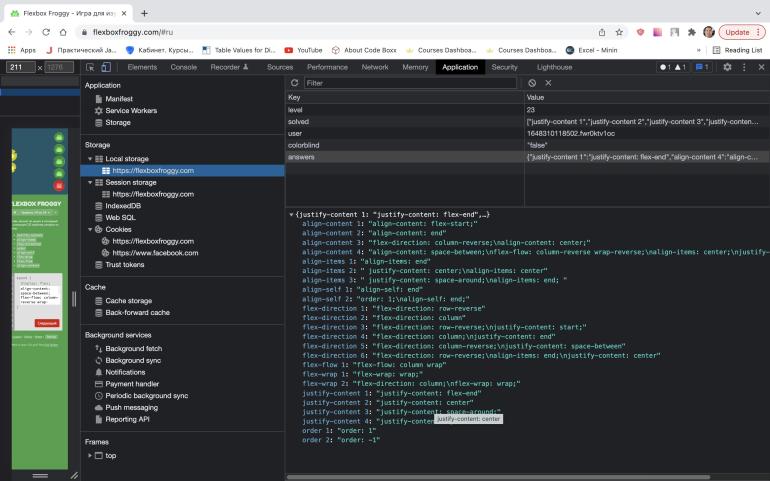 Flexbox Froggy - Игра для изу
flexboxfroggy.com/#ru
Update
Apps
Практический Ja...
Кабинет. Курсы...
Table Values for Di...
YouTube
About Code Boxx
Courses Dashboa...
Courses Dashboa...
Excel - Minin
»
Reading List
211 × 1276
Elements Console Recorder Sources Performance Network Memory Application Security Lighthouse
1 1 1
Application
Manifest
Service Workers
Storage
Storage
Local storage
https://flexboxfroggy.com
Session storage
https://flexboxfroggy.com
IndexedDB
Web SQL
Cookies
https://flexboxfroggy.com
https://www.facebook.com
Trust tokens
Cache
Cache storage
Back-forward cache
Background services
Background fetch
Background sync
Notifications
Payment handler
Periodic background sync
Push messaging
Reporting API
Frames
top
Filter
Key Value
level 23
solved ["justify-content 1","justify-content 2","justify-content 3","justify-conten...
user 1648310118502.fwr0ktv1oc
colorblind "false"
answers {"justify-content 1":"justify-content: flex-end","align-content 4":"align-c...
{justify-content 1: "justify-content: flex-end",…}
align-content 1: "align-content: flex-start;"
align-content 2: "align-content: end"
align-content 3: "flex-direction: column-reverse;\nalign-content: center;"
align-content 4: "align-content: space-between;\nflex-flow: column-reverse wrap-reverse;\nalign-items: center;\njustify-
align-items 1: "align-items: end"
align-items 2: " justify-content: center;\nalign-items: center"
align-items 3: " justify-content: space-around;\nalign-items: end; "
align-self 1: "align-self: end"
align-self 2: "order: 1;\nalign-self: end;"
flex-direction 1: "flex-direction: row-reverse"
flex-direction 2: "flex-direction: column"
flex-direction 3: "flex-direction: row-reverse;\njustify-content: start;"
flex-direction 4: "flex-direction: column;\njustify-content: end"
flex-direction 5: "flex-direction: column-reverse;\njustify-content: space-between"
flex-direction 6: "flex-direction: row-reverse;\nalign-items: end;\njustify-content: center"
flex-flow 1: "flex-flow: column wrap"
flex-wrap 1: "flex-wrap: wrap;"
flex-wrap 2: "flex-direction: column;\nflex-wrap: wrap;"
justify-content 1: "justify-content: flex-end"
justify-content 2: "justify-content: center"
justify-content 3: "justify-content: space-around;"
justify-content 4: "justify-conten
justify-content: center
order 1: "order: 1"
order 2: "order: -1"
FLEXBOX FROGGY
Следующий